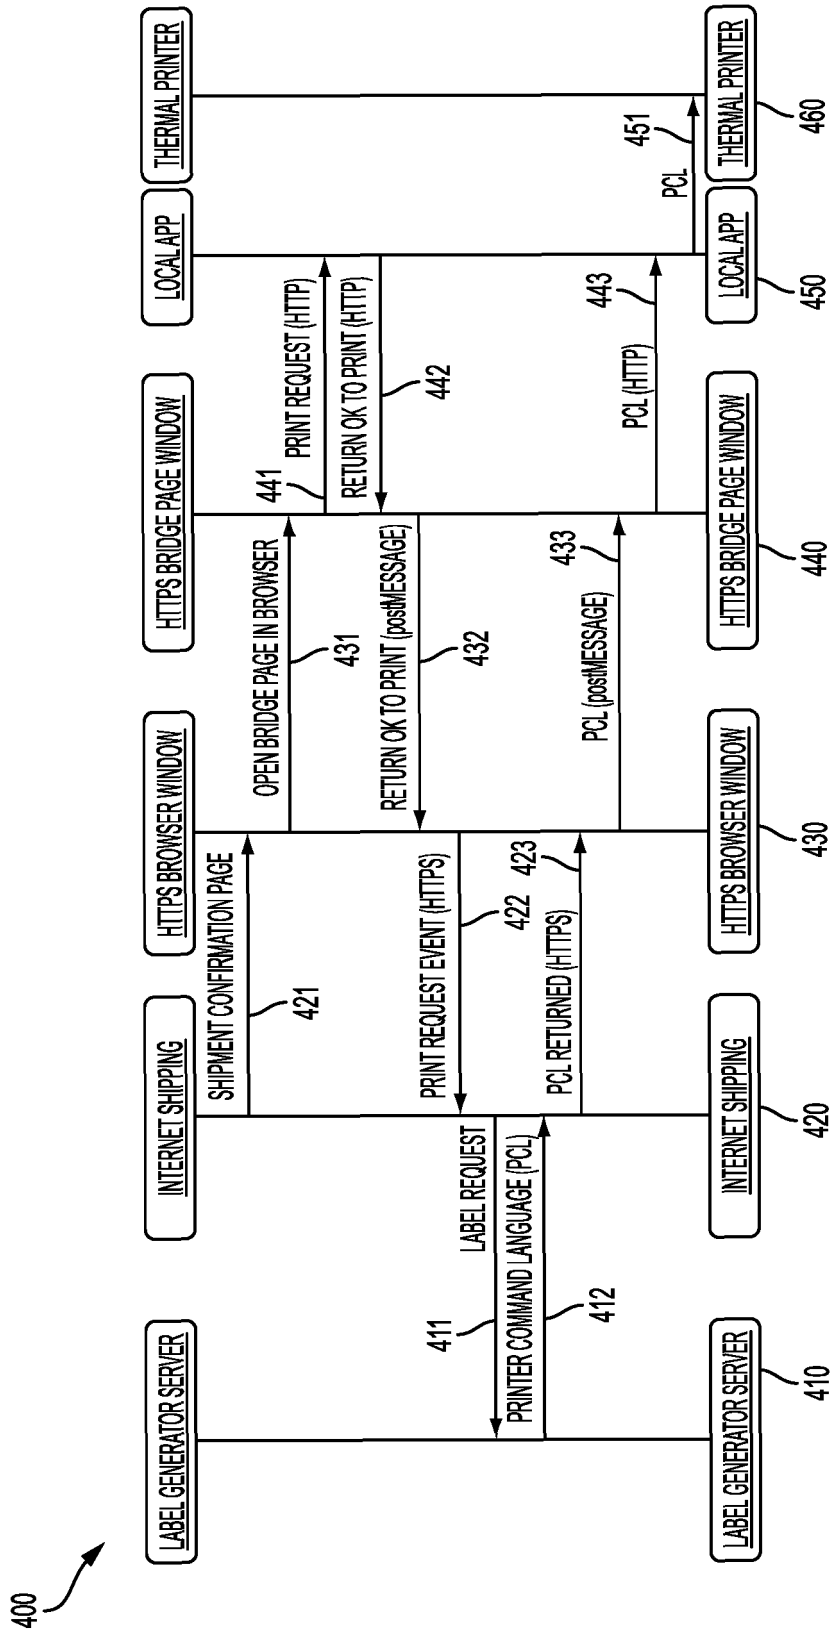 400
LABEL GENERATOR SERVER
INTERNET SHIPPING
HTTPS BROWSER WINDOW
HTTPS BRIDGE PAGE WINDOW
LOCAL APP
THERMAL PRINTER
SHIPMENT CONFIRMATION PAGE
421
OPEN BRIDGE PAGE IN BROWSER
431
441
PRINT REQUEST (HTTP)
RETURN OK TO PRINT (HTTP)
442
RETURN OK TO PRINT (postMESSAGE)
432
PRINT REQUEST EVENT (HTTPS)
422
LABEL REQUEST
411
PRINTER COMMAND LANGUAGE (PCL)
412
PCL RETURNED (HTTPS)
423
PCL (postMESSAGE)
433
PCL (HTTP)
443
PCL
451
LABEL GENERATOR SERVER
INTERNET SHIPPING
HTTPS BROWSER WINDOW
HTTPS BRIDGE PAGE WINDOW
LOCAL APP
THERMAL PRINTER
410
420
430
440
450
460